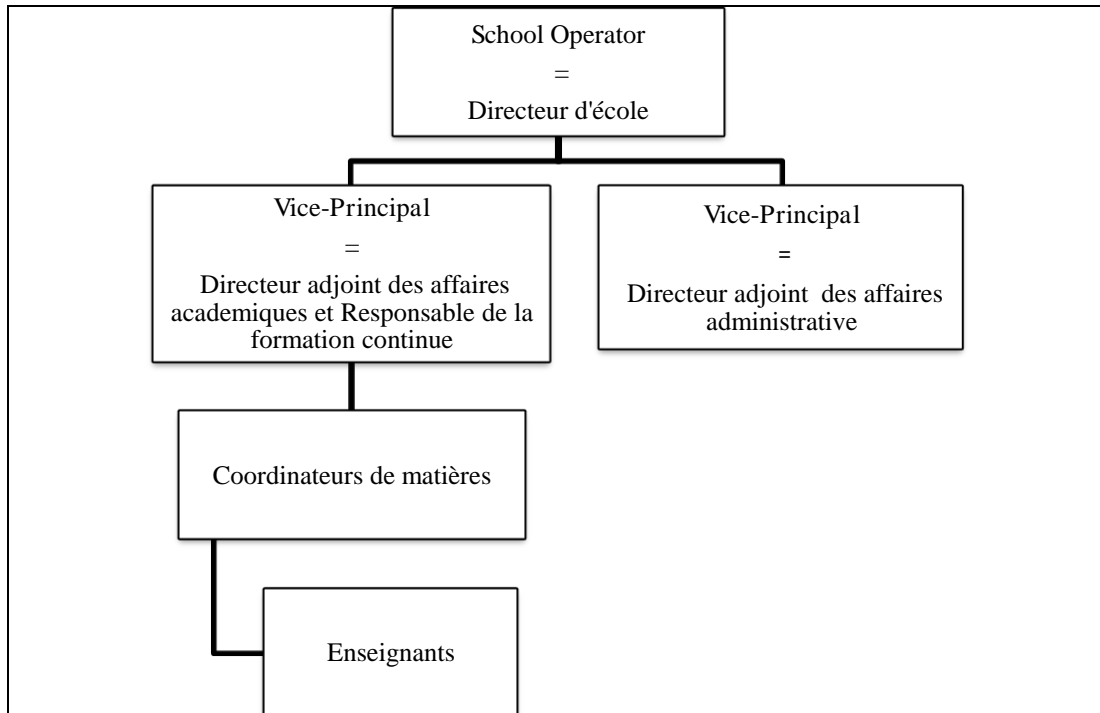 School Operator
=
Directeur d'école
Vice-Principal
=
Directeur adjoint des affaires
academiques et Responsable de la
formation continue
Vice-Principal
=
Directeur adjoint des affaires
administrative
Coordinateurs de matières
Enseignants